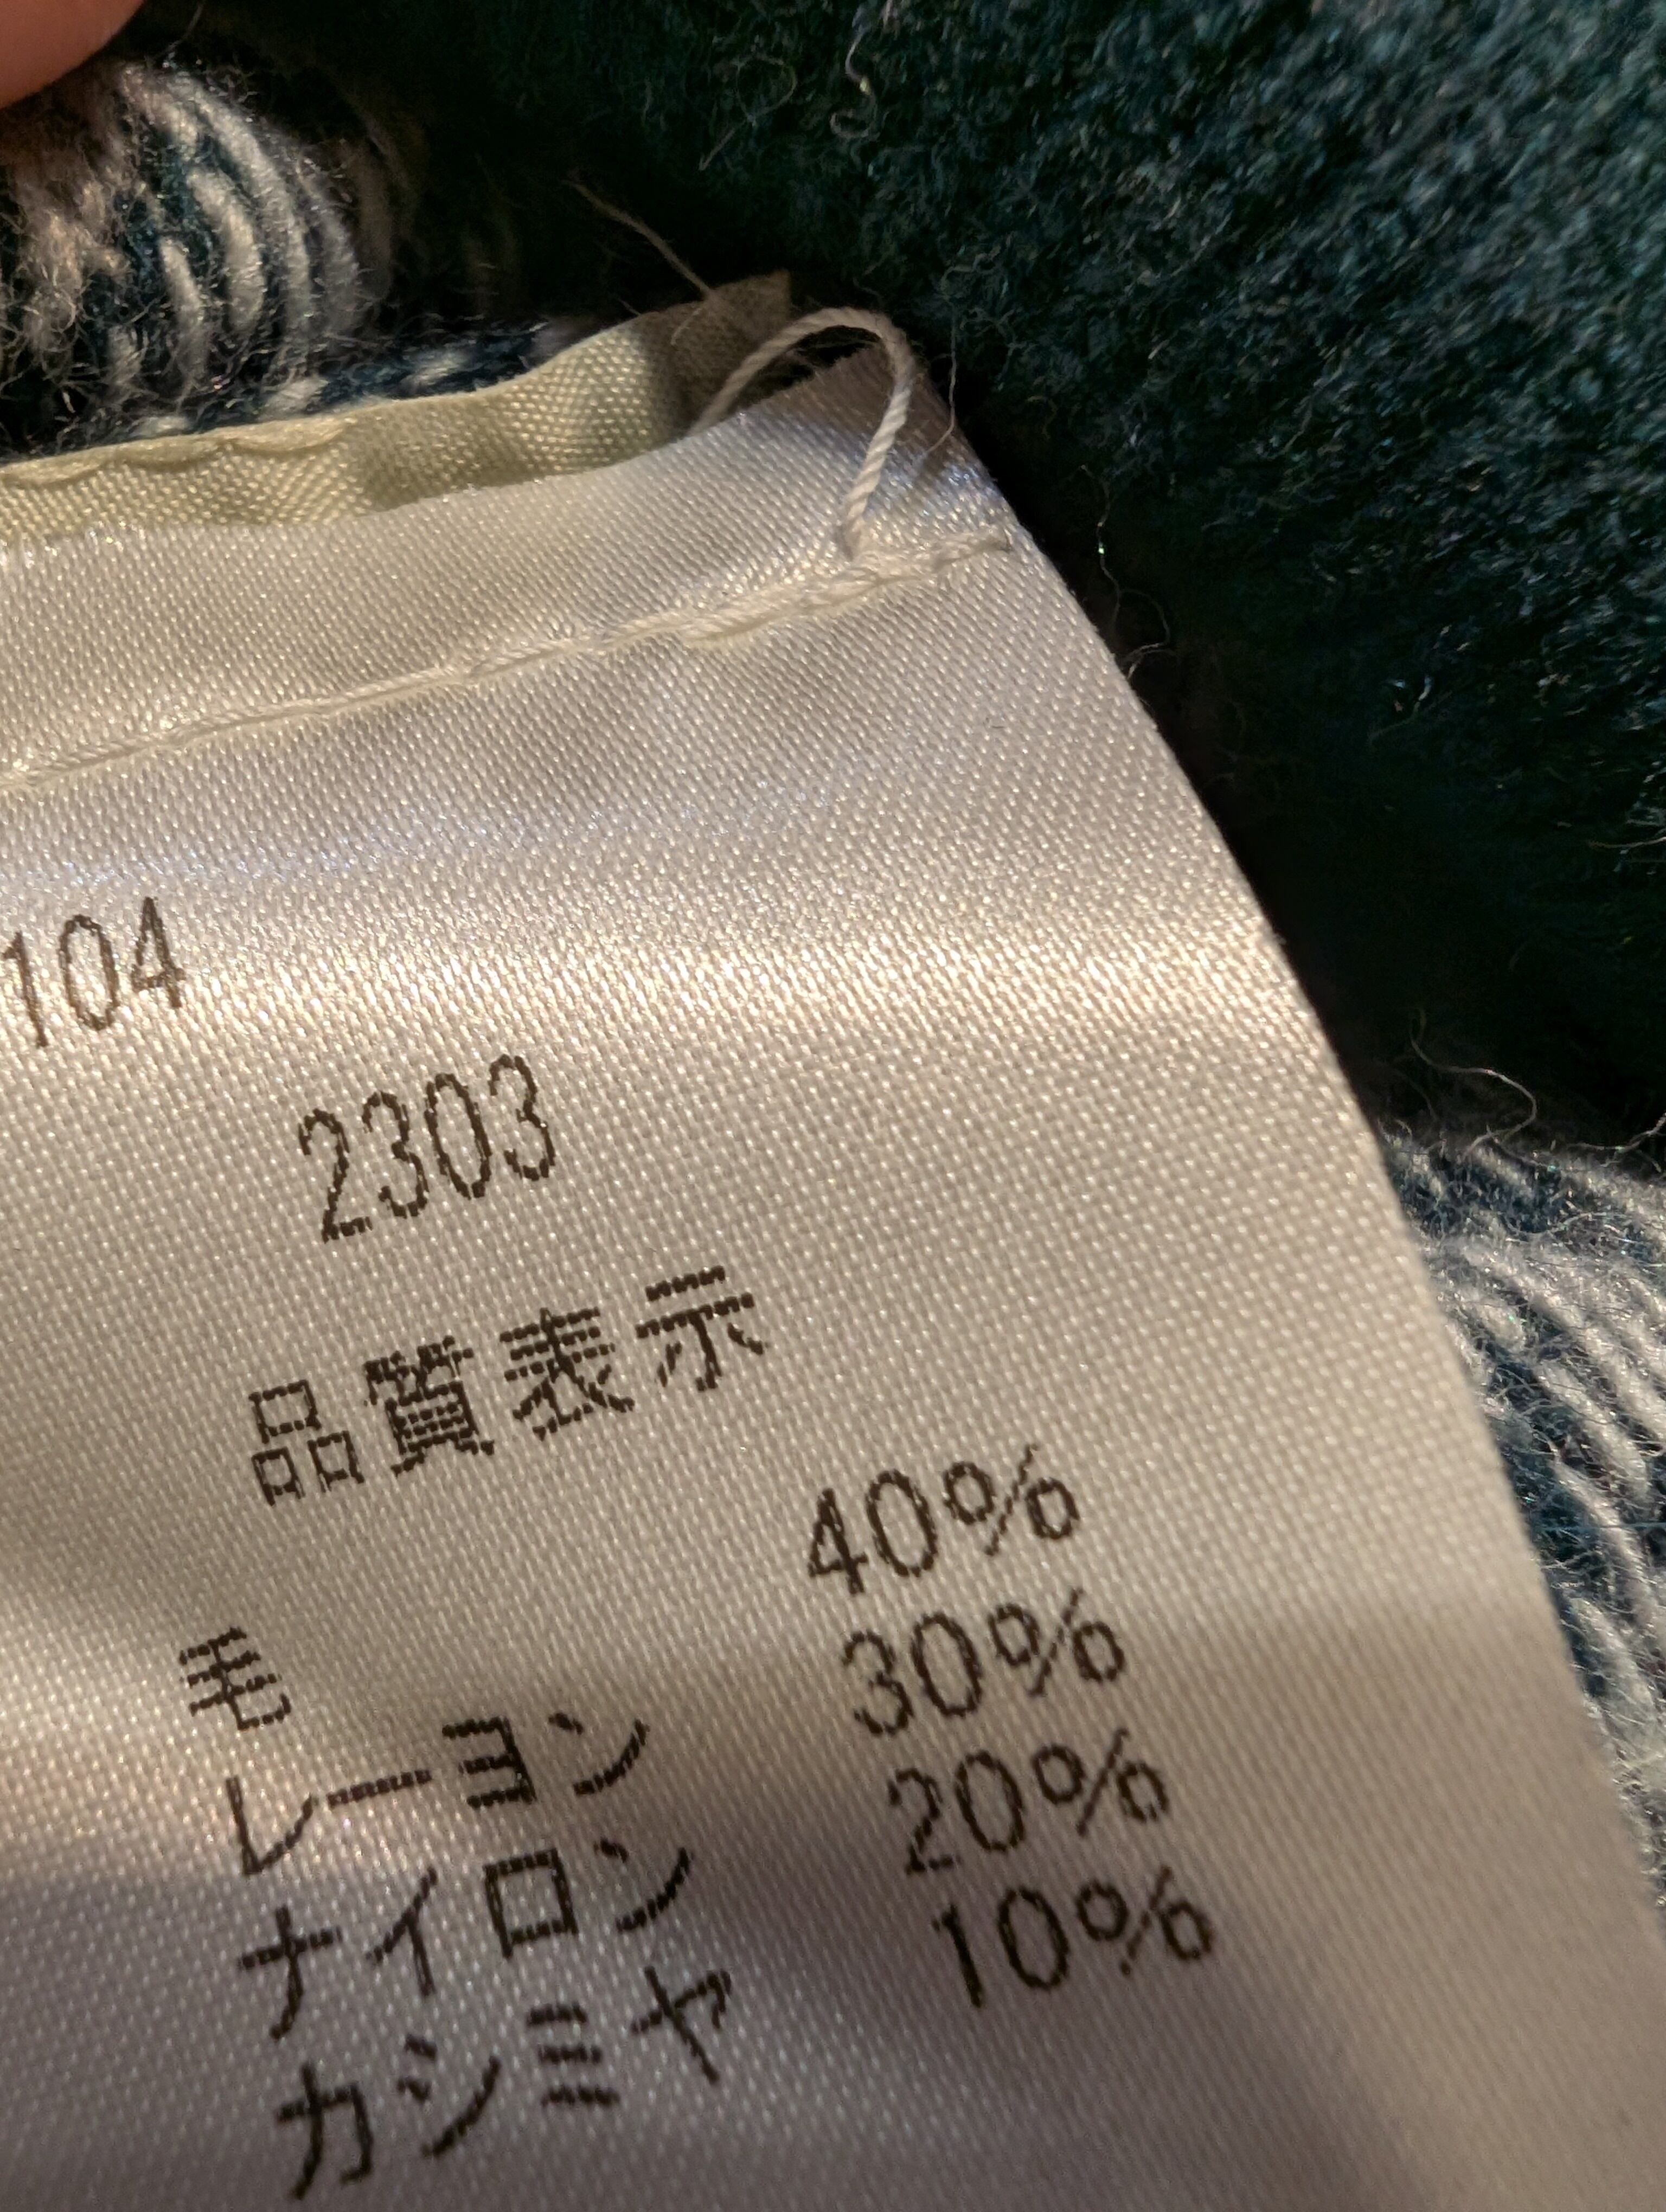 104
2303
品質表示
毛 40%
レーヨン 30%
ナイロン 20%
カシミヤ 10%